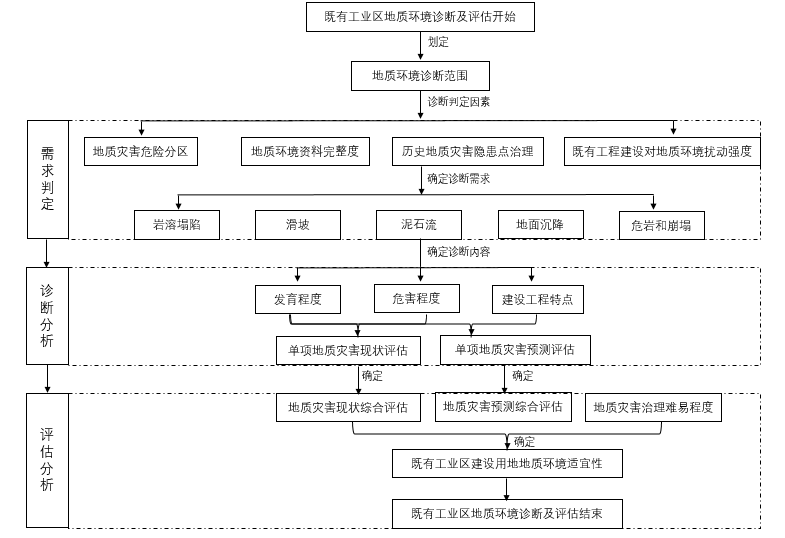 既有工业区地质环境诊断及评估开始
划定
地质环境诊断范围
诊断判定因素
需求判定
地质灾害危险分区
地质环境资料完整度
历史地质灾害隐患点治理
既有工程建设对地质环境扰动强度
确定诊断需求
岩溶塌陷
滑坡
泥石流
地面沉降
危岩和崩塌
确定诊断内容
诊断分析
发育程度
危害程度
建设工程特点
单项地质灾害现状评估
单项地质灾害预测评估
确定
确定
评估分析
地质灾害现状综合评估
地质灾害预测综合评估
地质灾害治理难易程度
确定
既有工业区建设用地地质环境适宜性
既有工业区地质环境诊断及评估结束